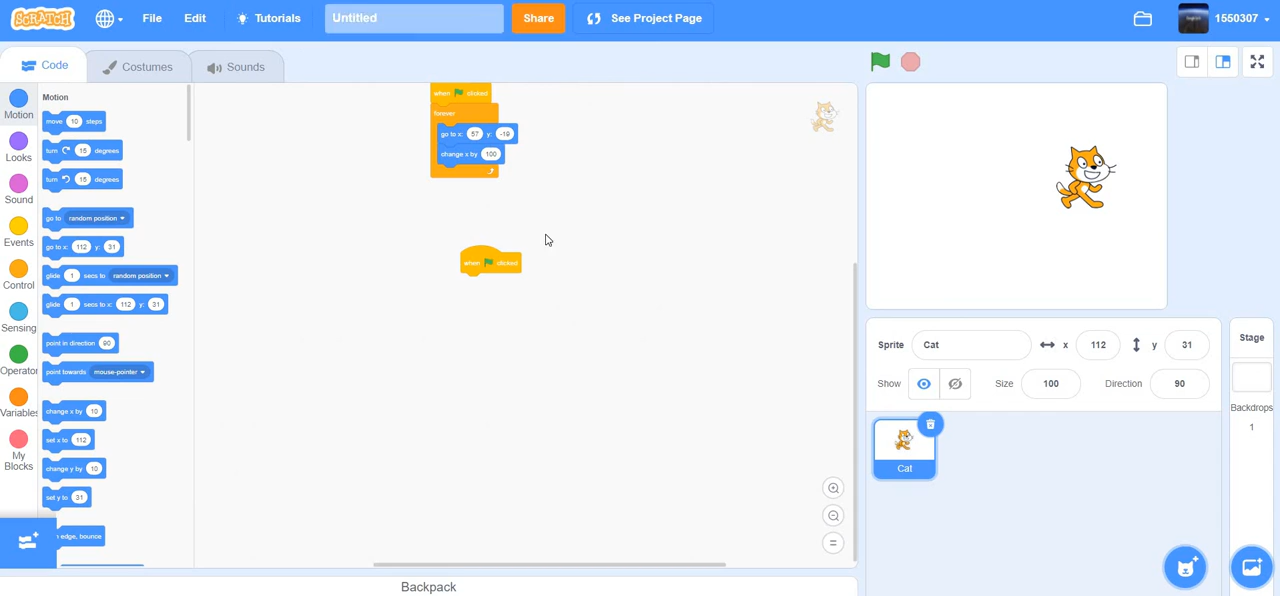 SCRATCH File Edit Tutorials Untitled Share See Project Page 1550307
Code Costumes Sounds
Motion
Looks
Sound
Events
Control
Sensing
Operator
Variables
My
Blocks
Motion
move 10 steps
turn 15 degrees
turn 15 degrees
go to random position
go to x: 112 y: 31
glide 1 secs to random position
glide 1 secs to x: 112 y: 31
point in direction 90
point towards mouse-pointer
change x by 10
set x to 112
change y by 10
set y to 31
edge, bounce
when clicked
forever
go to x: 57 y: -19
change x by 100
when clicked
Backpack
Sprite Cat x 112 y 31
Show Size 100 Direction 90
Cat
Stage
Backdrops
1